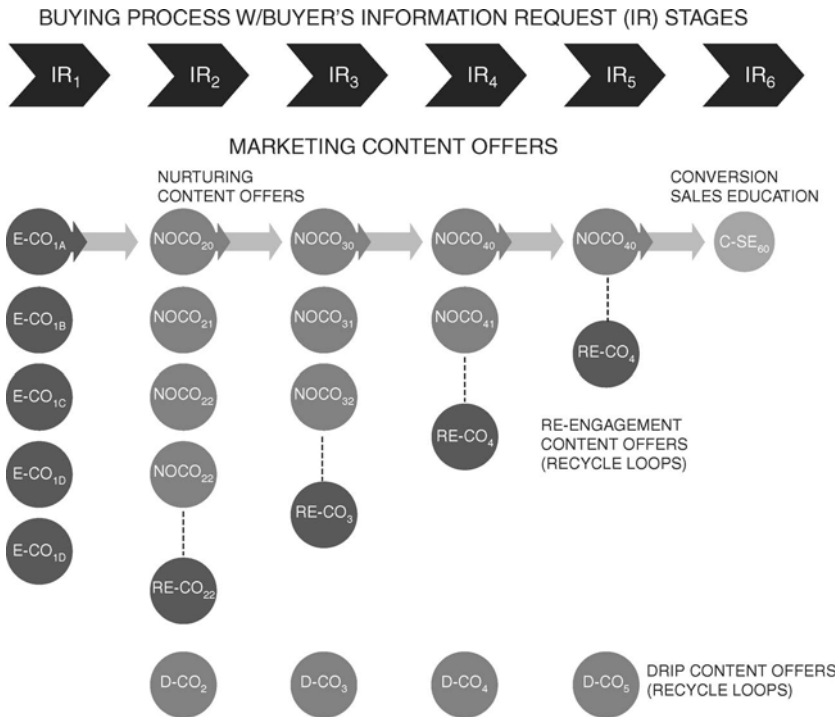 BUYING PROCESS W/BUYER'S INFORMATION REQUEST (IR) STAGES
IR₁ IR₂ IR₃ IR₄ IR₅ IR₆
MARKETING CONTENT OFFERS
NURTURING
CONTENT OFFERS
CONVERSION
SALES EDUCATION
E-CO₁A NOCO₂₀ NOCO₃₀ NOCO₄₀ NOCO₄₀ C-SE₆₀
E-CO₁B NOCO₂₁ NOCO₃₁ NOCO₄₁
RE-CO₄
E-CO₁C NOCO₂₂ NOCO₃₂
RE-CO₄
RE-ENGAGEMENT
CONTENT OFFERS
(RECYCLE LOOPS)
E-CO₁D NOCO₂₂
RE-CO₃
E-CO₁D
RE-CO₂₂
D-CO₂ D-CO₃ D-CO₄ D-CO₅
DRIP CONTENT OFFERS
(RECYCLE LOOPS)